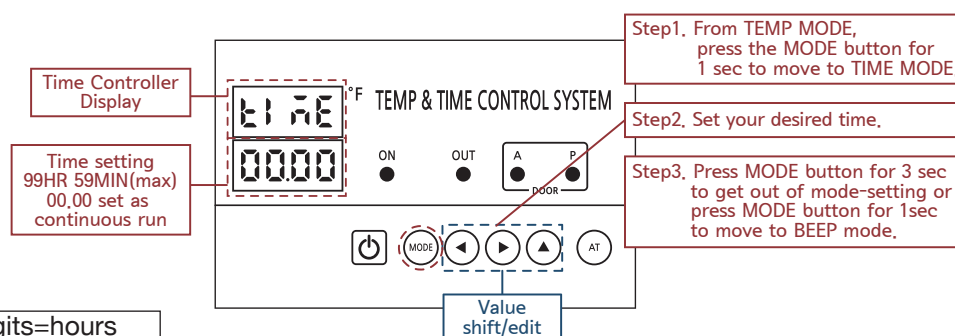 Step1. From TEMP MODE,
press the MODE button for
1 sec to move to TIME MODE.
Time Controller
Display
tIME
°F TEMP & TIME CONTROL SYSTEM
Step2. Set your desired time.
Time setting
99HR 59MIN(max)
00.00 set as
continuous run
00.00
ON OUT A P
DOOR
Step3. Press MODE button for 3 sec
to get out of mode-setting or
press MODE button for 1sec
to move to BEEP mode.
MODE AT
Value
shift/edit
gits=hours